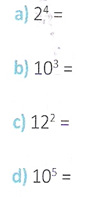 a) 2⁴ =
b) 10³ =
c) 12² =
d) 10⁵ =